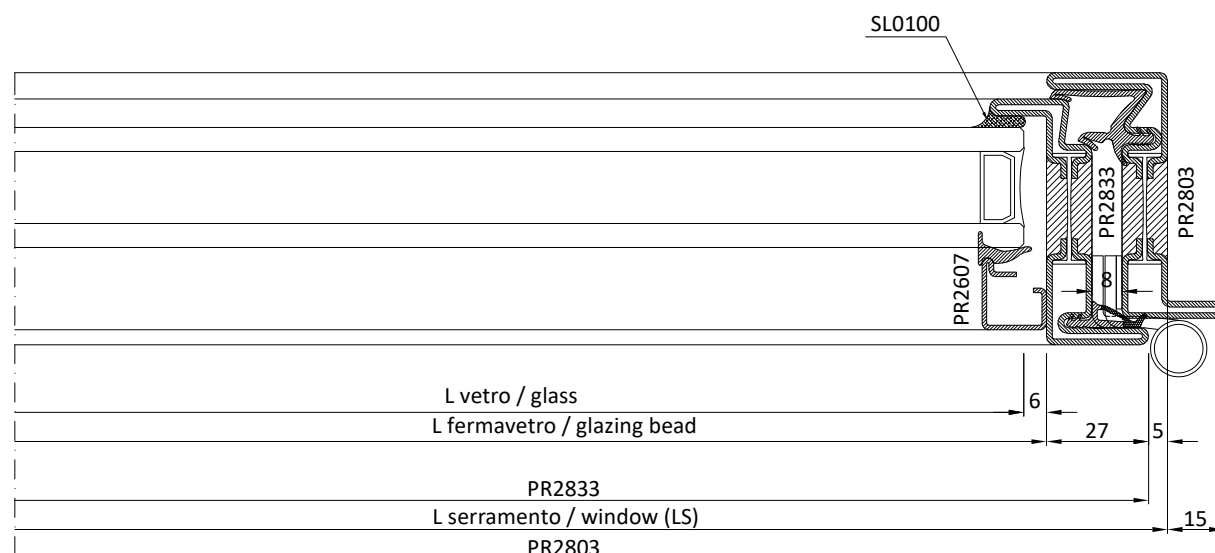 SL0100
PR2833
PR2803
PR2607
8
L vetro / glass
6
L fermavetro / glazing bead
27
5
PR2833
L serramento / window (LS)
15
PR2803